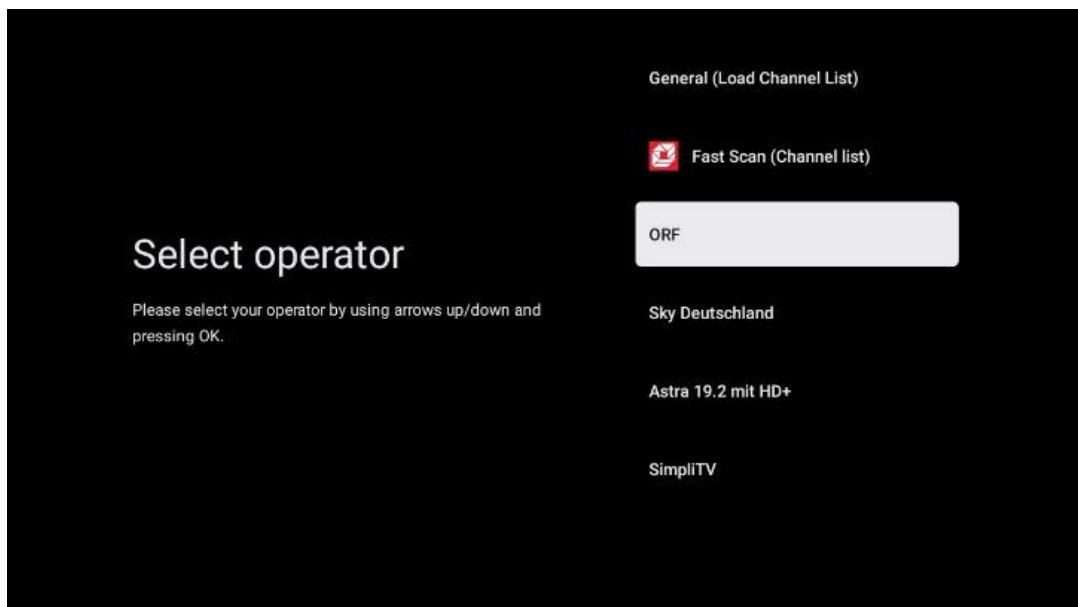 Select operator
Please select your operator by using arrows up/down and
pressing OK.
General (Load Channel List)
Fast Scan (Channel list)
ORF
Sky Deutschland
Astra 19.2 mit HD+
SimpliTV